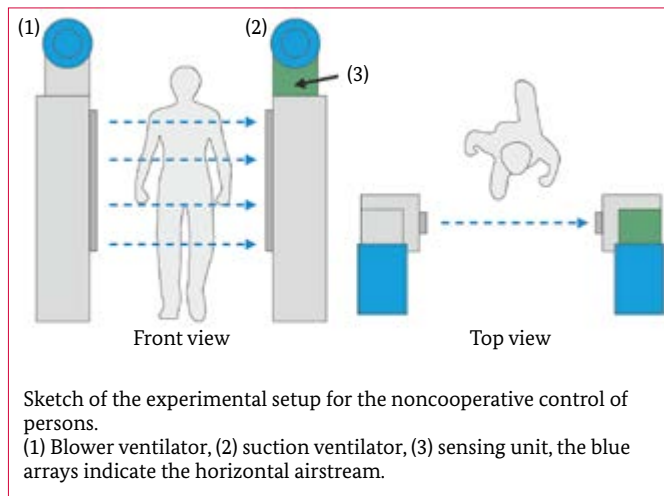 (1)
(2)
(3)
Front view
Top view
Sketch of the experimental setup for the noncooperative control of
persons.
(1) Blower ventilator, (2) suction ventilator, (3) sensing unit, the blue
arrays indicate the horizontal airstream.